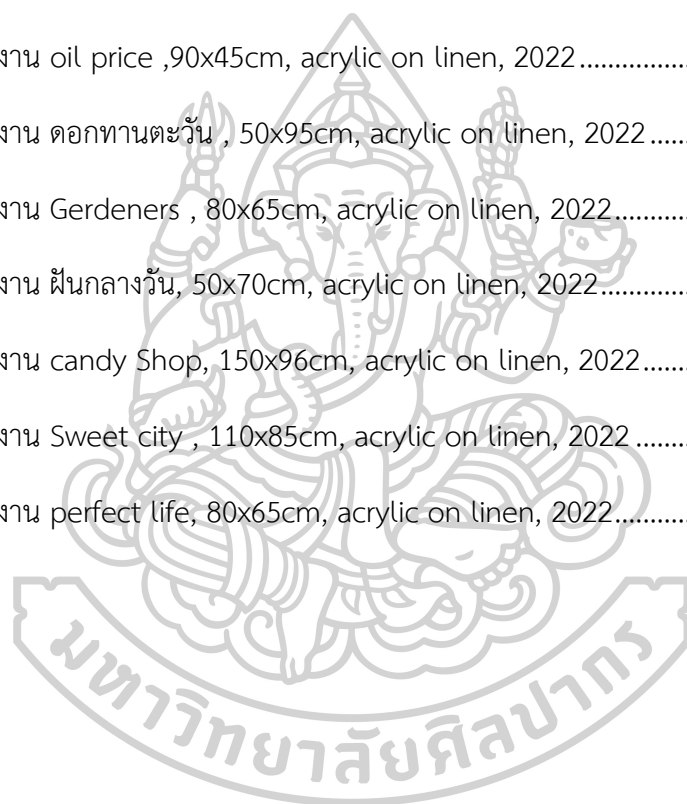 งาน oil price ,90x45cm, acrylic on linen, 2022................
งาน ดอกทานตะวัน , 50x95cm, acrylic on linen, 2022......
งาน Gerdeners , 80x65cm, acrylic on linen, 2022...........
งาน ฝันกลางวัน, 50x70cm, acrylic on linen, 2022.............
งาน candy Shop, 150x96cm, acrylic on linen, 2022.......
งาน Sweet city , 110x85cm, acrylic on linen, 2022........
งาน perfect life, 80x65cm, acrylic on linen, 2022...........
มหาวิทยาลัยศิลปากร